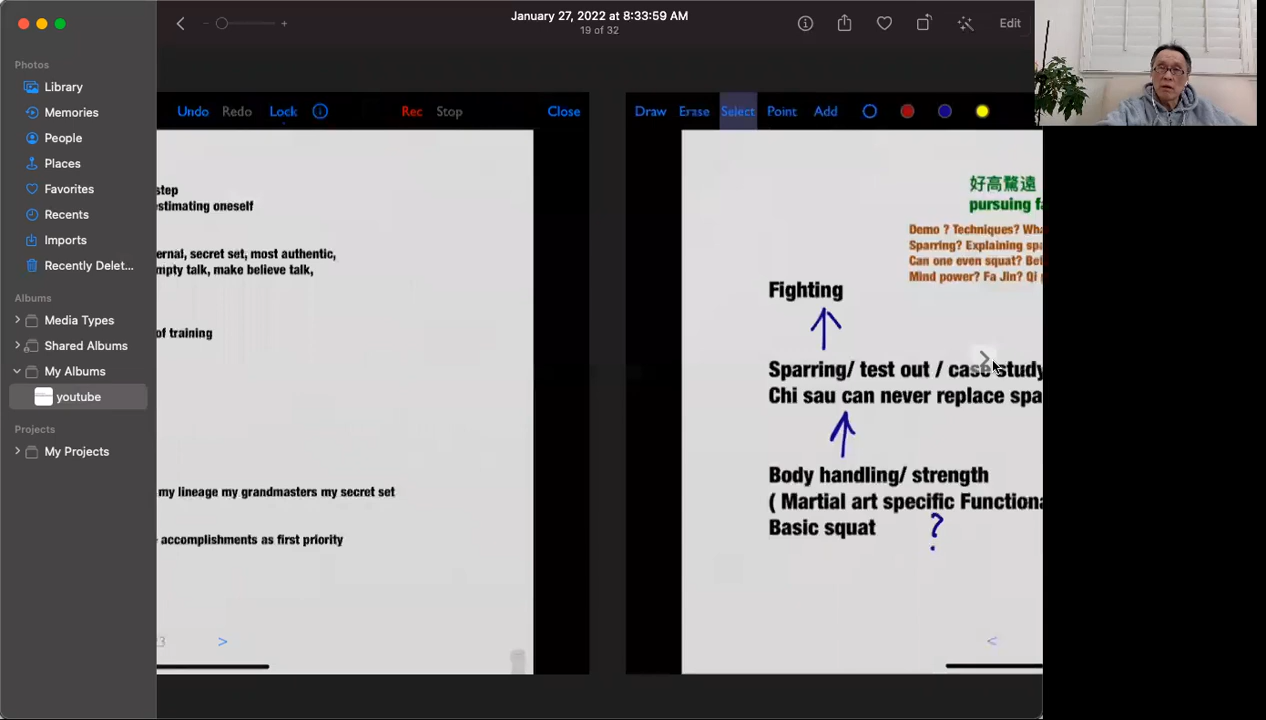 January 27, 2022 at 8:33:59 AM
19 of 32
Edit
Photos
Library
Memories
People
Places
Favorites
Recents
Imports
Recently Delet...
Albums
Media Types
Shared Albums
My Albums
youtube
Projects
My Projects
Undo Redo Lock Rec Stop Close
step
estimating oneself
ernal, secret set, most authentic,
mpty talk, make believe talk,
of training
my lineage my grandmasters my secret set
accomplishments as first priority
>
Draw Erase Select Point Add
好高騖遠
pursuing fa
Demo ? Techniques? Wha
Sparring? Explaining spa
Can one even squat? Bet
Mind power? Fa Jin? Qi
Fighting
Sparring/ test out / case study
Chi sau can never replace spa
Body handling/ strength
( Martial art specific Functiona
Basic squat ?
<